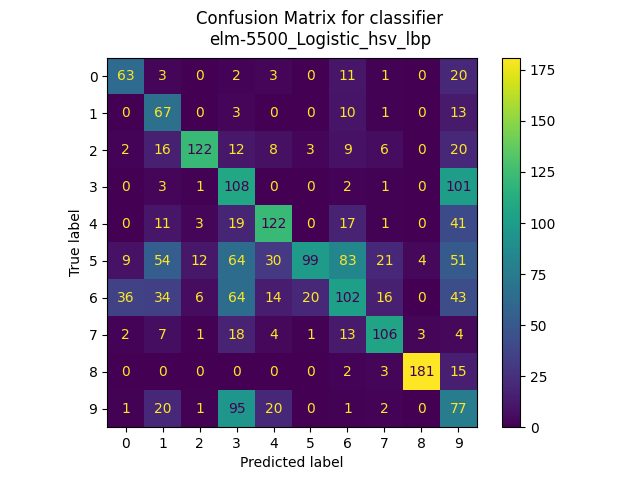 Confusion Matrix for classifier
elm-5500_Logistic_hsv_lbp
0 63 3 0 2 3 0 11 1 0 20
1 0 67 0 3 0 0 10 1 0 13
2 2 16 122 12 8 3 9 6 0 20
3 0 3 1 108 0 0 2 1 0 101
4 0 11 3 19 122 0 17 1 0 41
5 9 54 12 64 30 99 83 21 4 51
6 36 34 6 64 14 20 102 16 0 43
7 2 7 1 18 4 1 13 106 3 4
8 0 0 0 0 0 0 2 3 181 15
9 1 20 1 95 20 0 1 2 0 77
0 1 2 3 4 5 6 7 8 9
Predicted label
True label
175
150
125
100
75
50
25
0